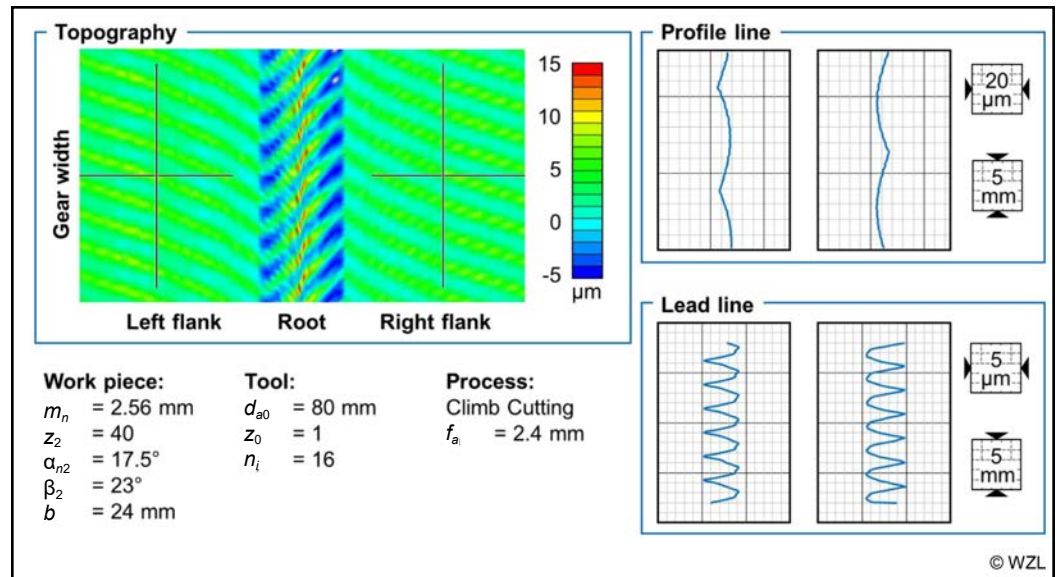 Topography
Gear width
15
10
5
0
-5
µm
Left flank Root Right flank
Profile line
20
µm
5
mm
Lead line
5
µm
5
mm
Work piece:
mn = 2.56 mm
z2 = 40
αn2 = 17.5°
β2 = 23°
b = 24 mm
Tool:
da0 = 80 mm
z0 = 1
ni = 16
Process:
Climb Cutting
fa = 2.4 mm
© WZL